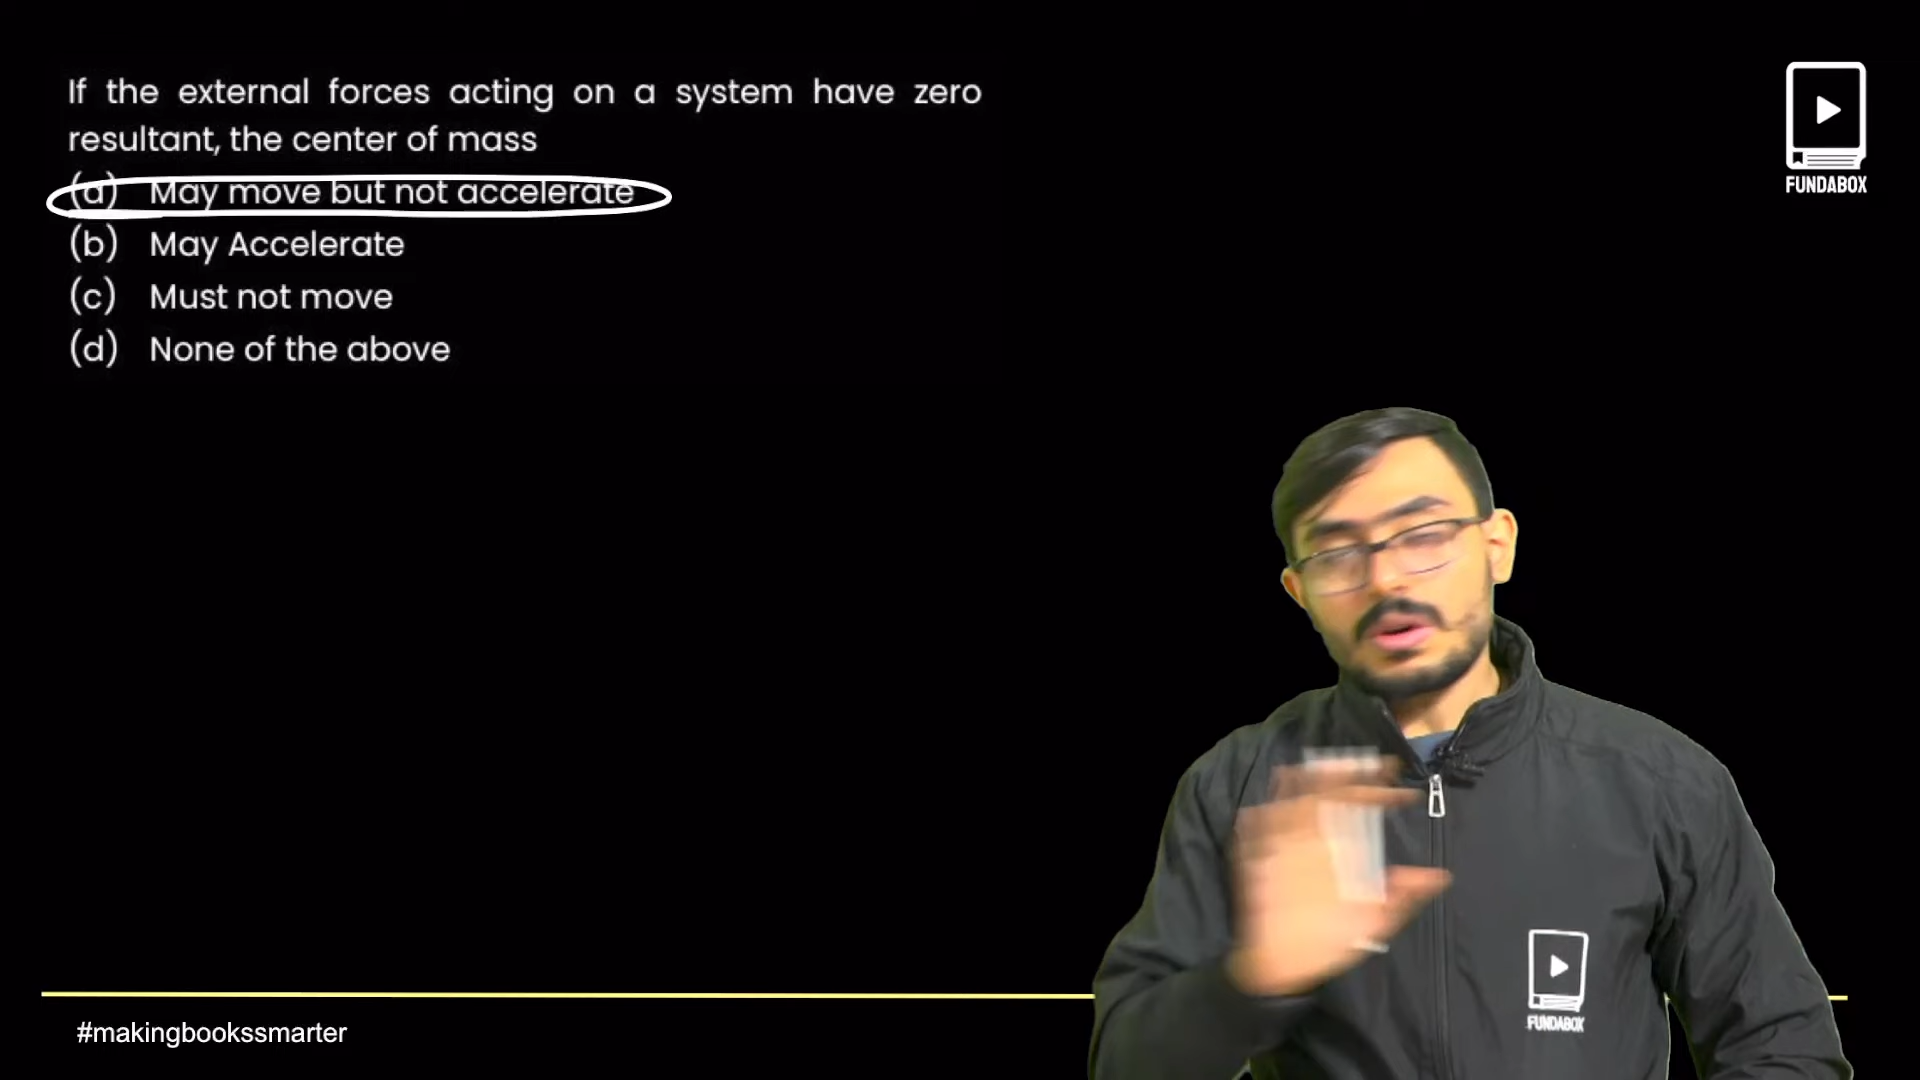 If the external forces acting on a system have zero
resultant, the center of mass
(a) May move but not accelerate
(b) May Accelerate
(c) Must not move
(d) None of the above
FUNDABOX
FUNDABOX
#makingbookssmarter